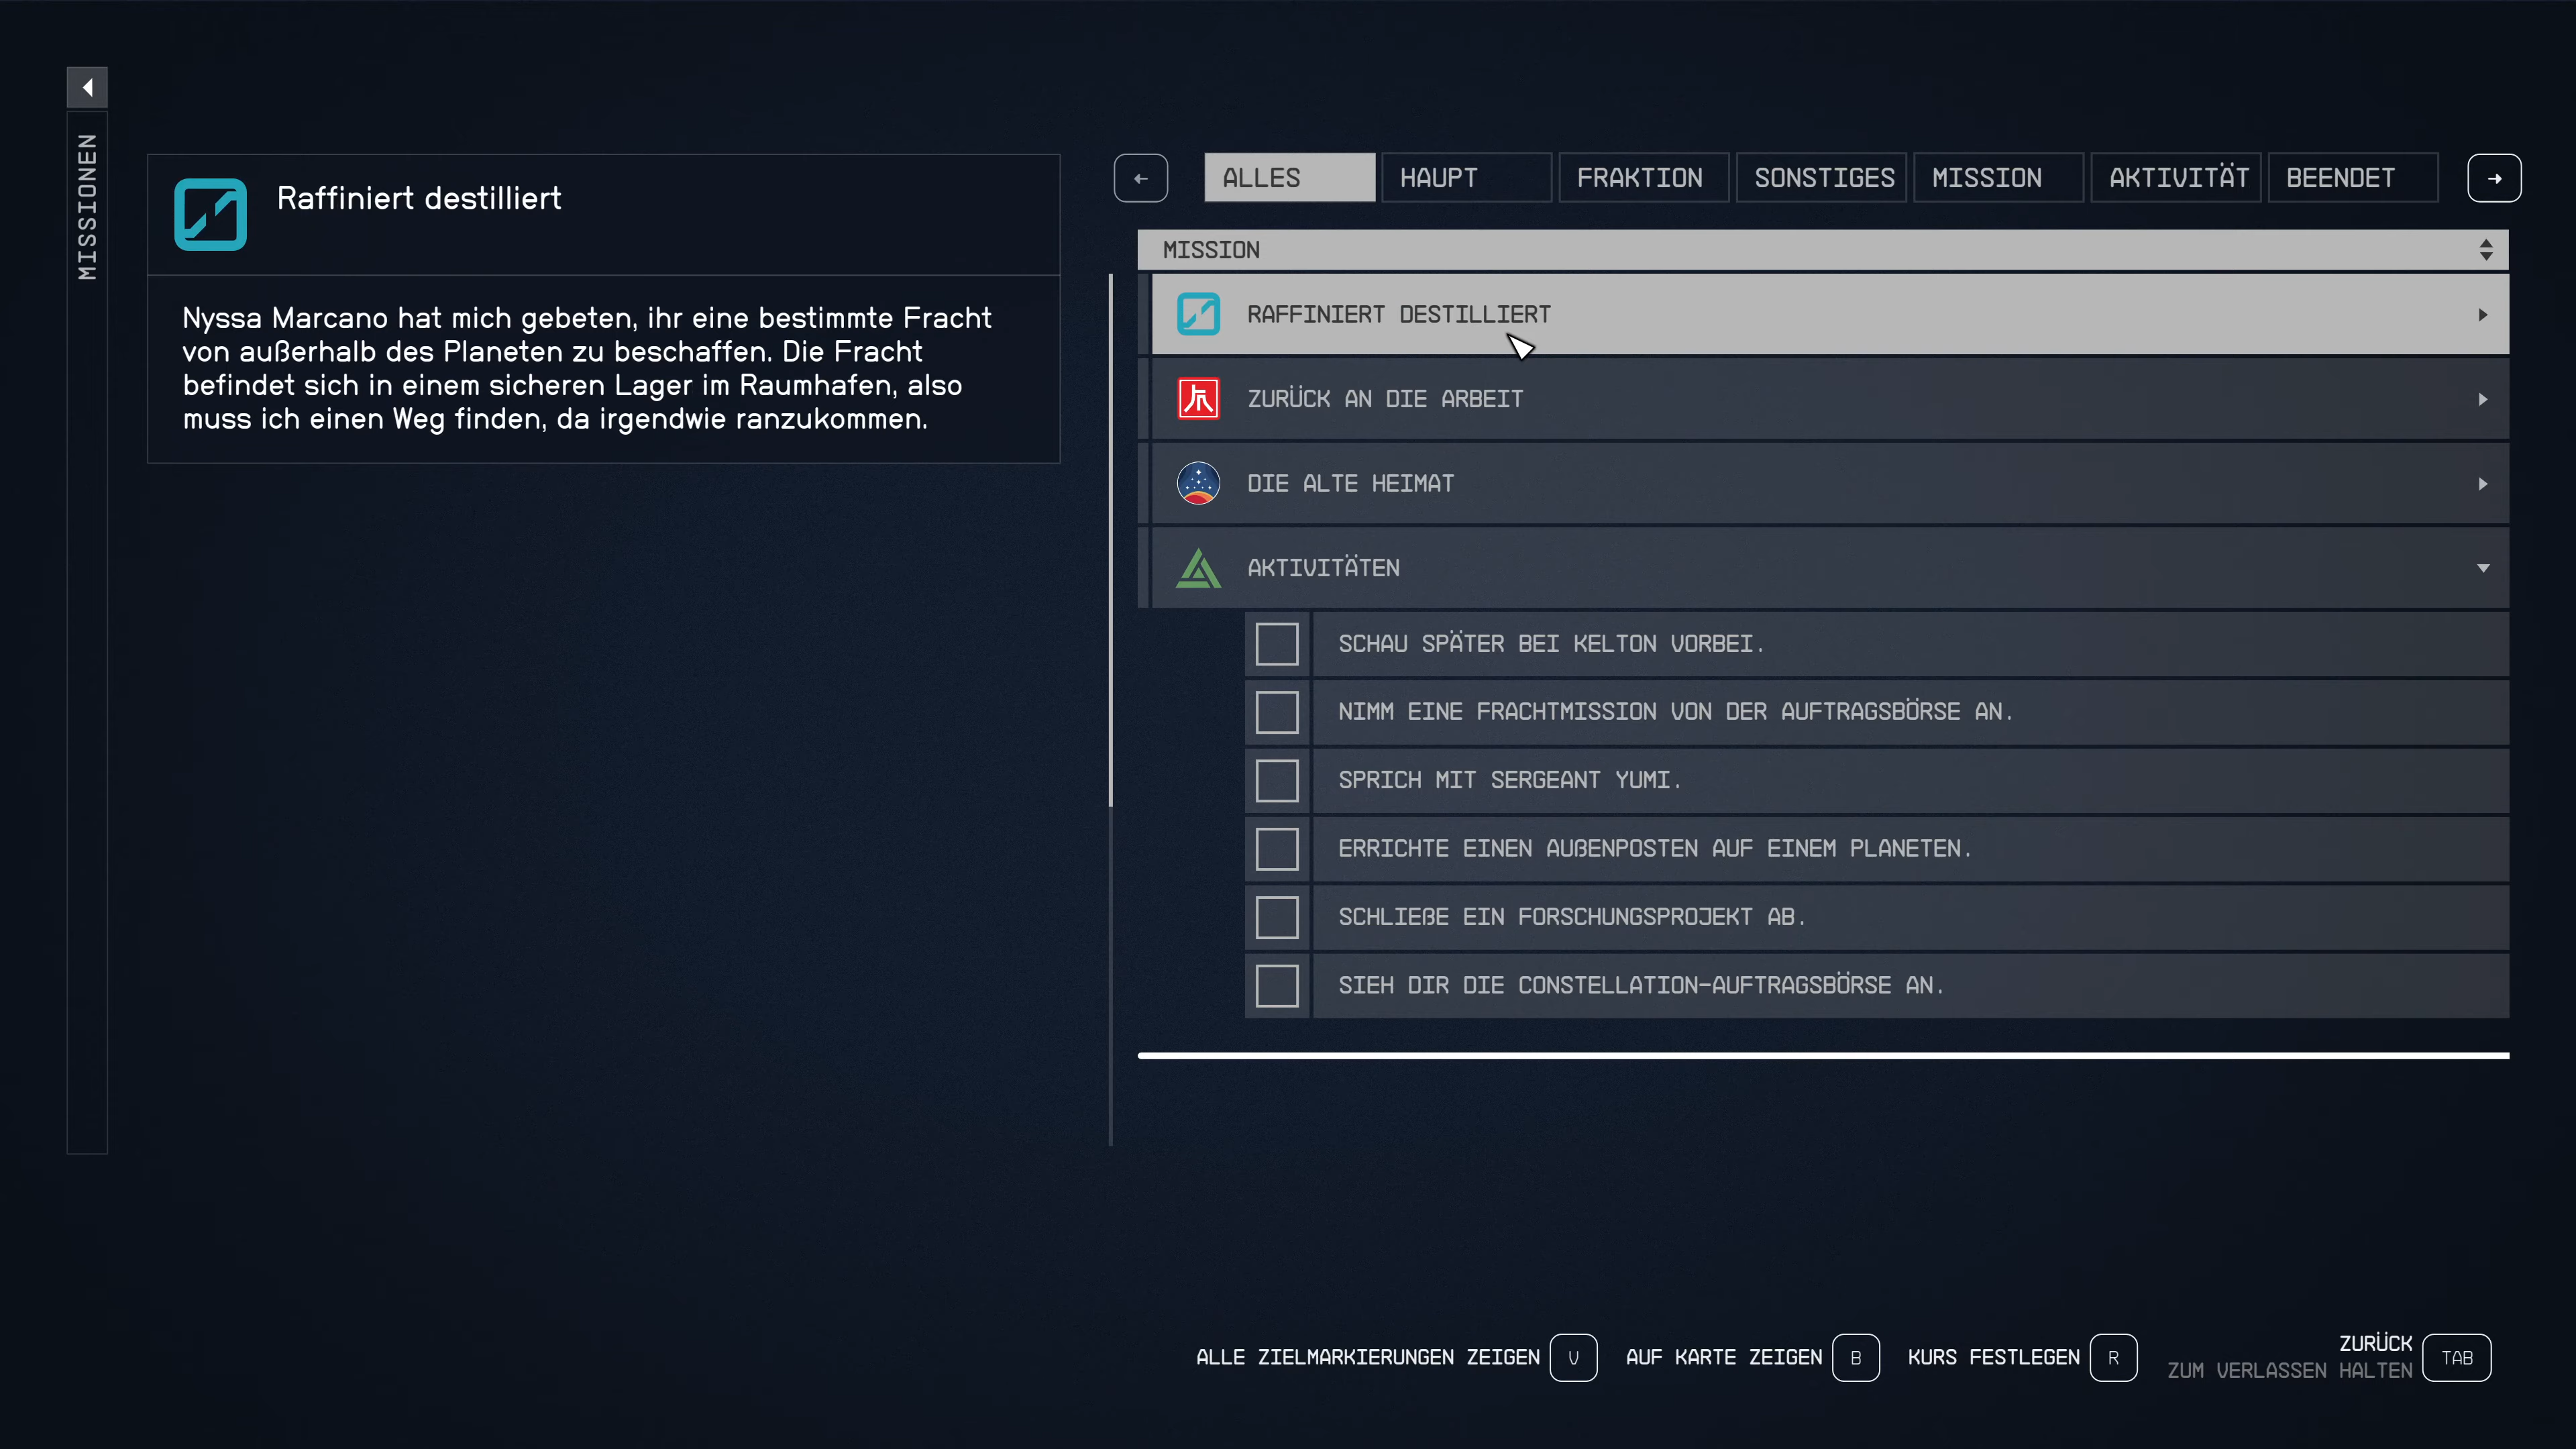 MISSIONEN
Raffiniert destilliert
Nyssa Marcano hat mich gebeten, ihr eine bestimmte Fracht
von außerhalb des Planeten zu beschaffen. Die Fracht
befindet sich in einem sicheren Lager im Raumhafen, also
muss ich einen Weg finden, da irgendwie ranzukommen.
ALLES HAUPT FRAKTION SONSTIGES MISSION AKTIVITÄT BEENDET
MISSION
RAFFINIERT DESTILLIERT
ZURÜCK AN DIE ARBEIT
DIE ALTE HEIMAT
AKTIVITÄTEN
SCHAU SPÄTER BEI KELTON VORBEI.
NIMM EINE FRACHTMISSION VON DER AUFTRAGSBÖRSE AN.
SPRICH MIT SERGEANT YUMI.
ERRICHTE EINEN AUßENPOSTEN AUF EINEM PLANETEN.
SCHLIEßE EIN FORSCHUNGSPROJEKT AB.
SIEH DIR DIE CONSTELLATION-AUFTRAGSBÖRSE AN.
ALLE ZIELMARKIERUNGEN ZEIGEN V AUF KARTE ZEIGEN B KURS FESTLEGEN R ZURÜCK TAB
ZUM VERLASSEN HALTEN